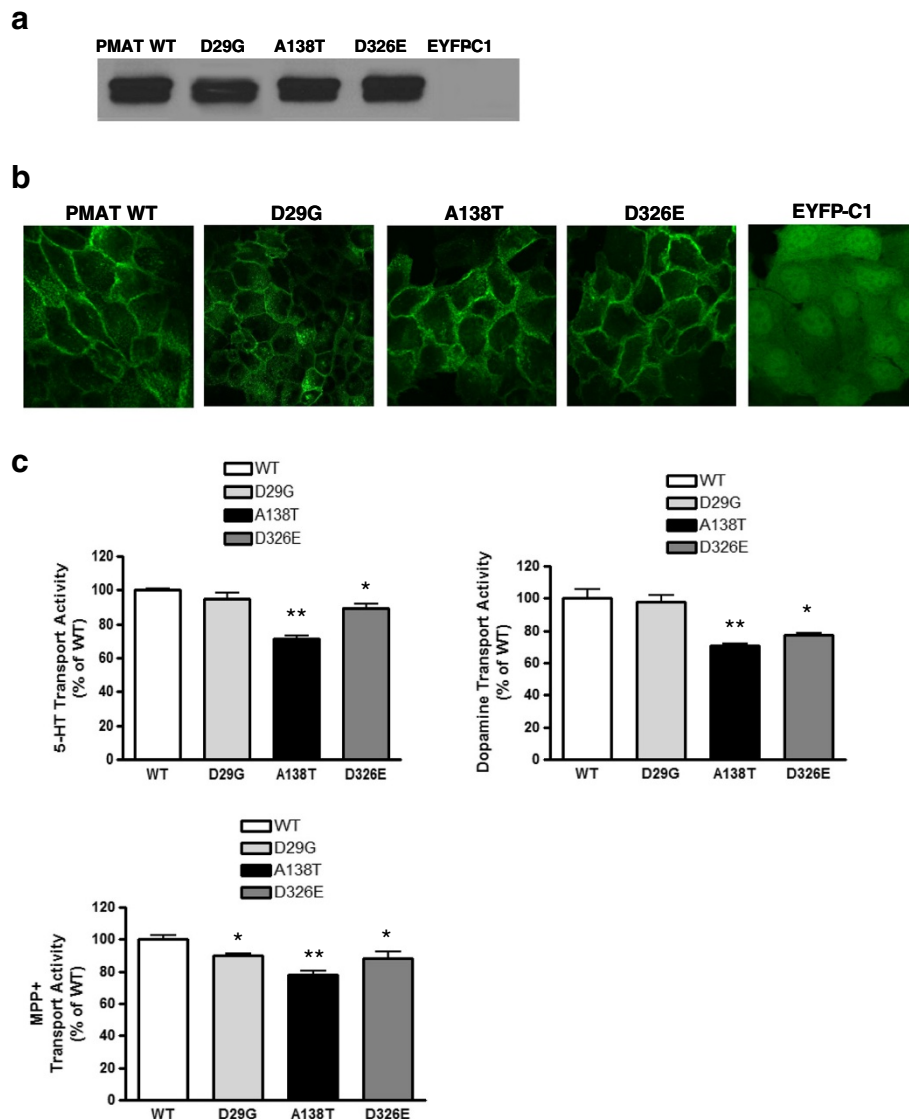 a
PMAT WT D29G A138T D326E EYFP-C1
b
PMAT WT D29G A138T D326E EYFP-C1
c
WT
D29G
A138T
D326E
5-HT Transport Activity
(% of WT)
120
100
80
60
40
20
0
*
**
WT D29G A138T D326E
WT
D29G
A138T
D326E
Dopamine Transport Activity
(% of WT)
120
100
80
60
40
20
0
**
*
WT D29G A138T D326E
WT
D29G
A138T
D326E
MPP+
Transport Activity
(% of WT)
120
100
80
60
40
20
0
* ** *
WT D29G A138T D326E